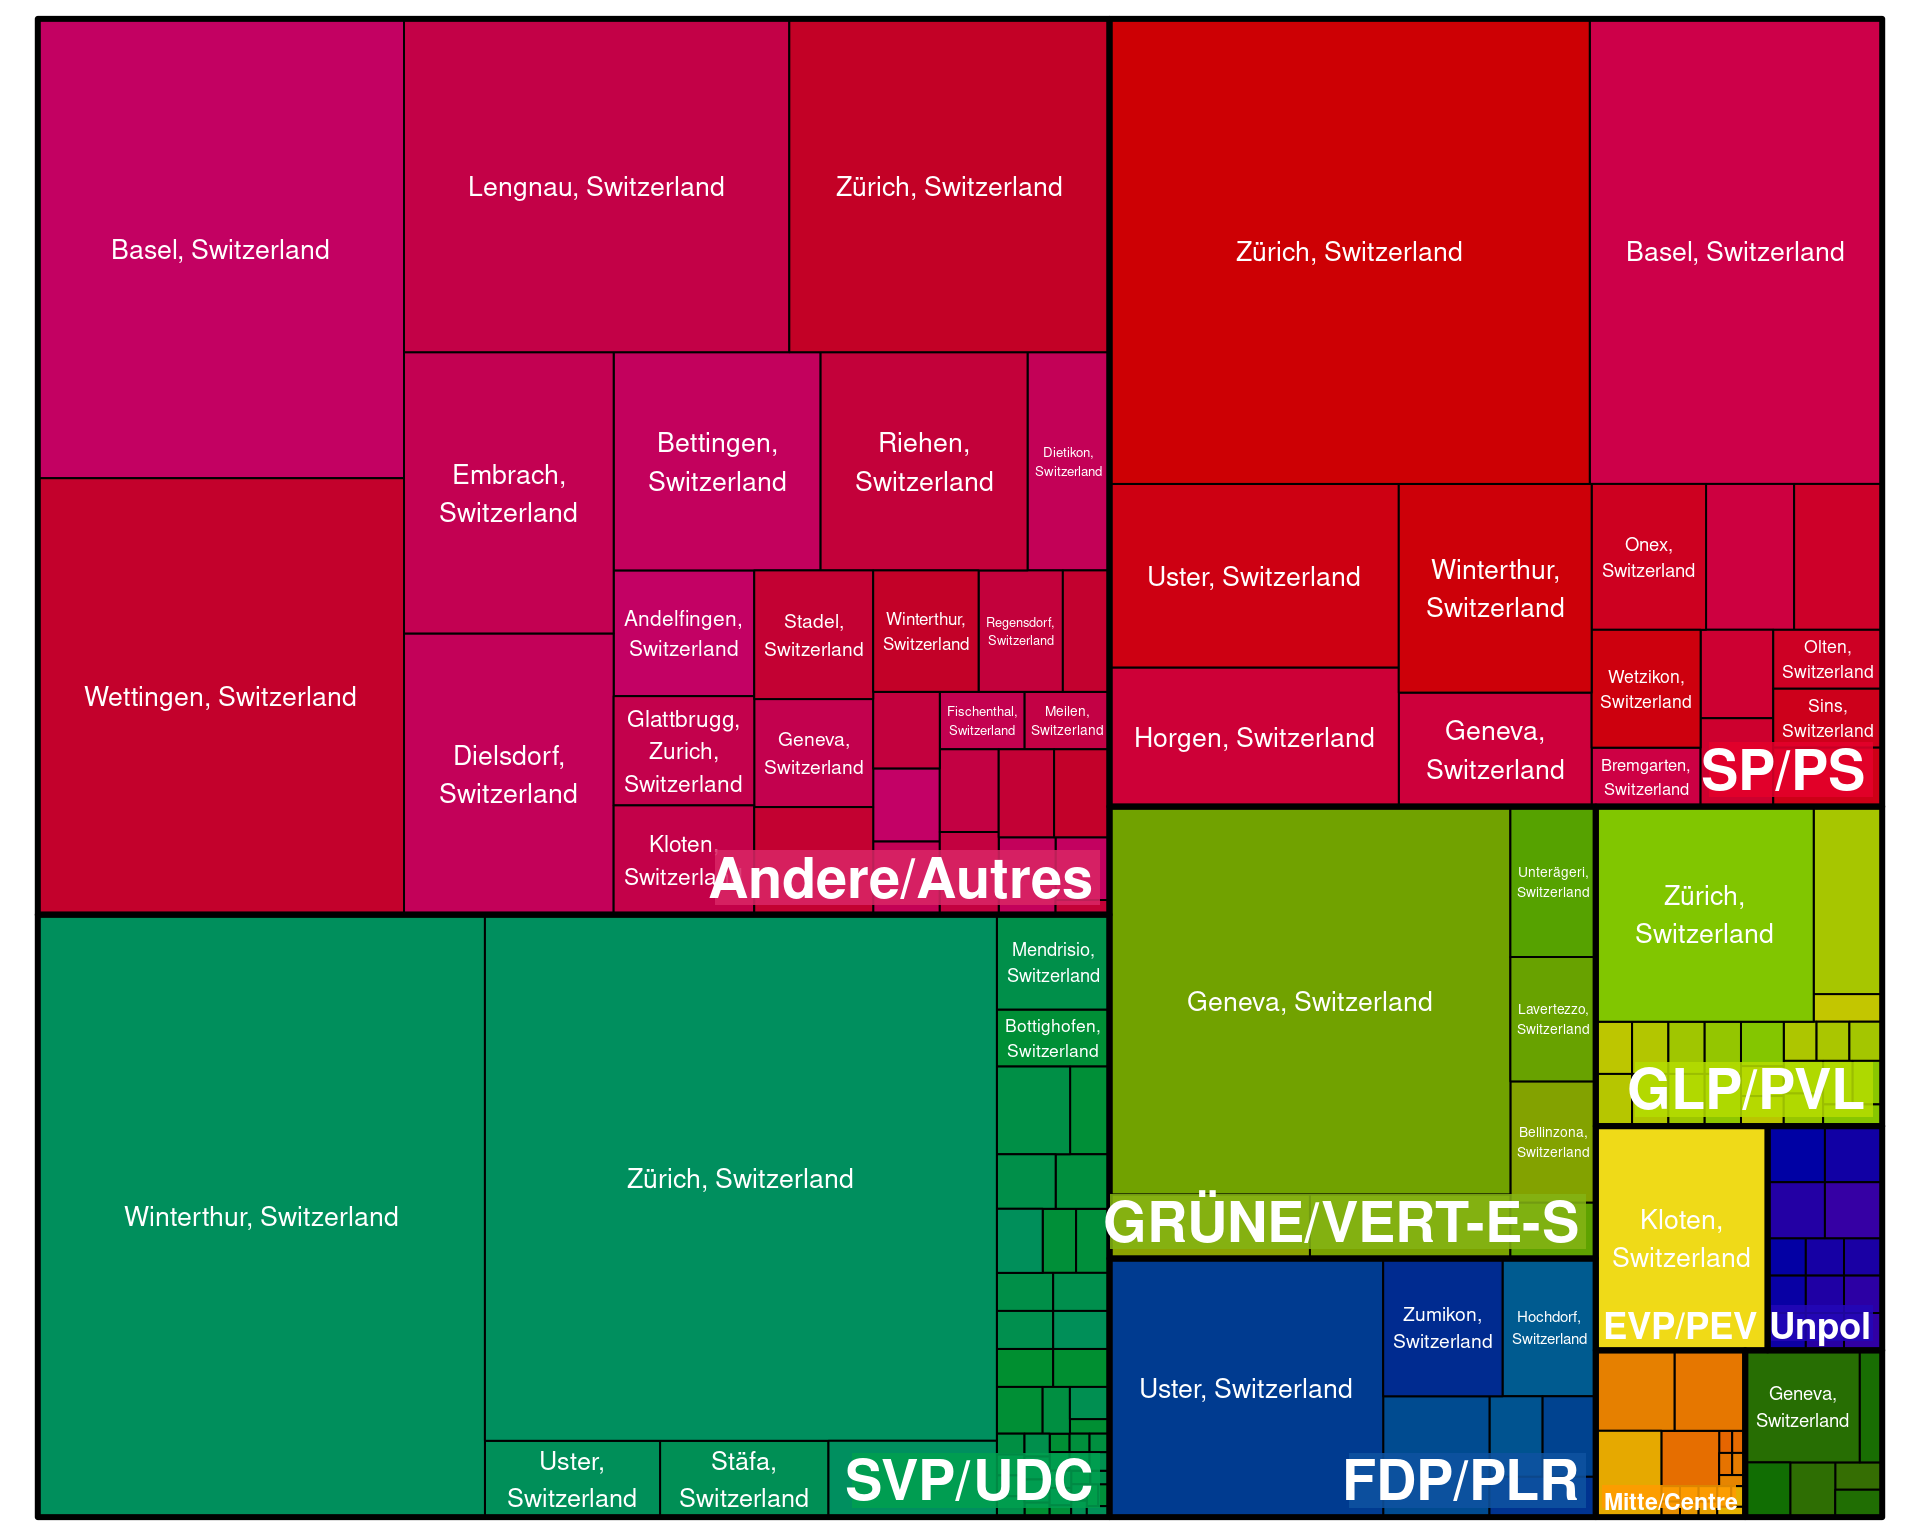 Basel, Switzerland
Lengnau, Switzerland
Zürich, Switzerland
Wettingen, Switzerland
Embrach,
Switzerland
Bettingen,
Switzerland
Riehen,
Switzerland
Dietikon,
Switzerland
Dielsdorf,
Switzerland
Andelfingen,
Switzerland
Stadel,
Switzerland
Winterthur,
Switzerland
Regensdorf,
Switzerland
Glattbrugg,
Zurich,
Switzerland
Geneva,
Switzerland
Fischenthal,
Switzerland
Meilen,
Switzerland
Kloten,
Switzerla
Andere/Autres
Zürich, Switzerland
Basel, Switzerland
Uster, Switzerland
Winterthur,
Switzerland
Onex,
Switzerland
Horgen, Switzerland
Geneva,
Switzerland
Wetzikon,
Switzerland
Olten,
Switzerland
Sins,
Switzerland
Bremgarten,
Switzerland
SP/PS
Winterthur, Switzerland
Zürich, Switzerland
Mendrisio,
Switzerland
Bottighofen,
Switzerland
Uster,
Switzerland
Stäfa,
Switzerland
SVP/UDC
Geneva, Switzerland
Unterägeri,
Switzerland
Lavertezzo,
Switzerland
Bellinzona,
Switzerland
GRÜNE/VERT-E-S
Zürich,
Switzerland
GLP/PVL
Uster, Switzerland
Zumikon,
Switzerland
Hochdorf,
Switzerland
FDP/PLR
Kloten,
Switzerland
EVP/PEV
Unpol
Mitte/Centre
Geneva,
Switzerland